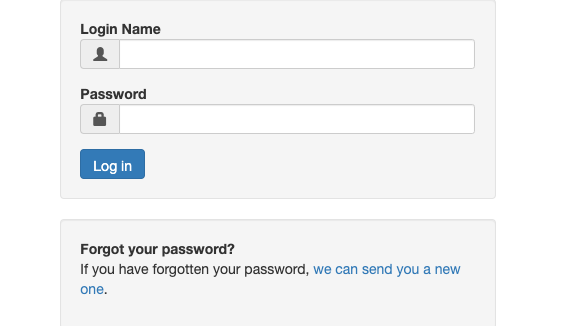 Login Name
Password
Log in
Forgot your password?
If you have forgotten your password, we can send you a new
one.